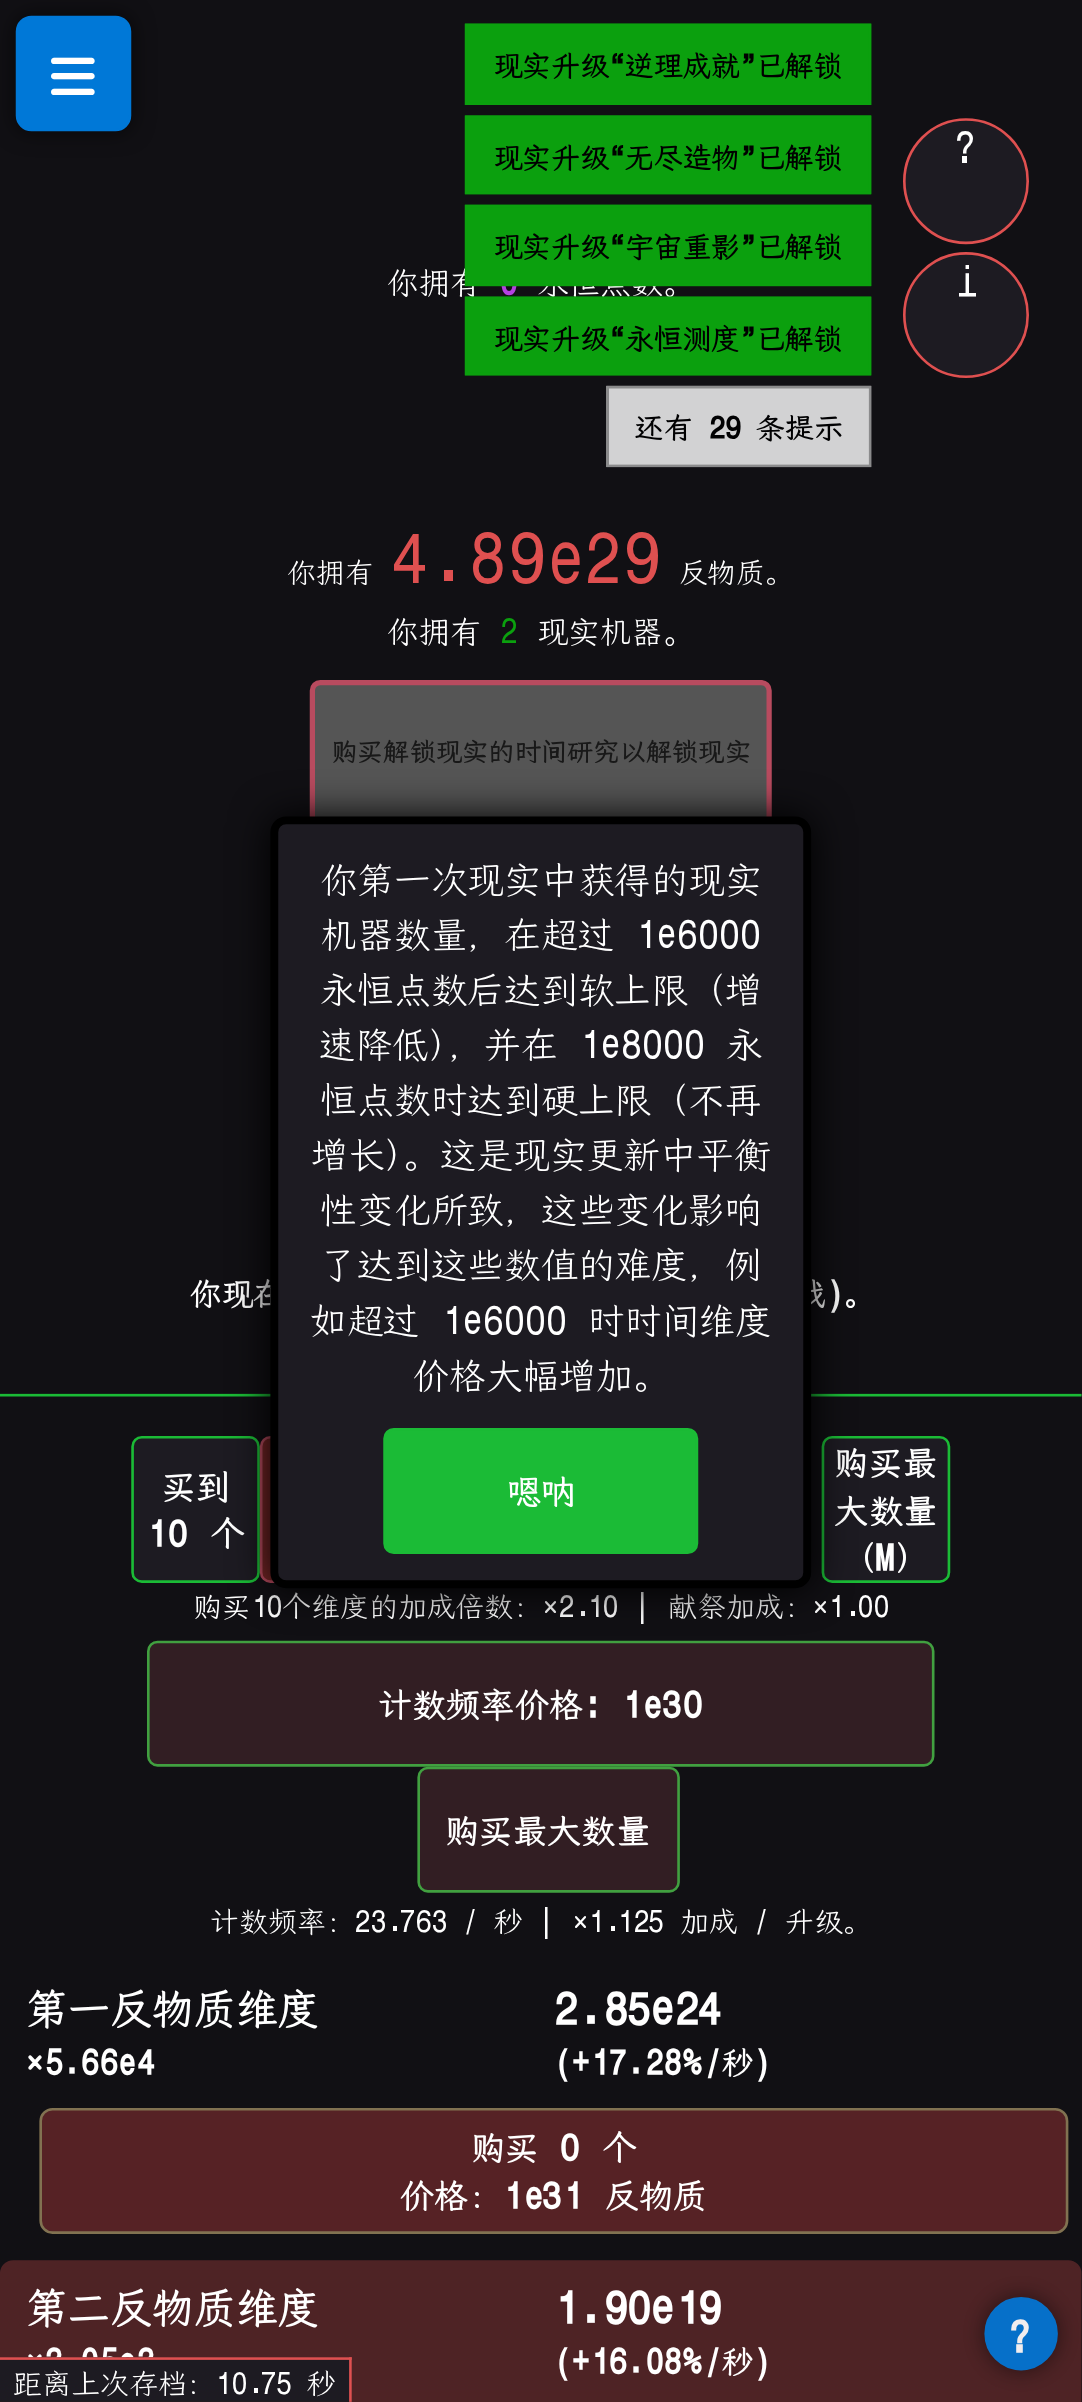 现实升级“逆理成就”已解锁
现实升级“无尽造物”已解锁
?
现实升级“宇宙重影”已解锁
你拥有 永恒点数。
i
现实升级“永恒测度”已解锁
还有 29 条提示
你拥有 4.89e29 反物质。
你拥有 2 现实机器。
购买解锁现实的时间研究以解锁现实
你第一次现实中获得的现实
机器数量, 在超过 1e6000
永恒点数后达到软上限 (增
速降低), 并在 1e8000 永
恒点数时达到硬上限 (不再
增长)。这是现实更新中平衡
性变化所致, 这些变化影响
了达到这些数值的难度, 例
如超过 1e6000 时时间维度
价格大幅增加。
你现在 )。
嗯呐
买到
10 个
购买最
大数量
(M)
购买10个维度的加成倍数: ×2.10 | 献祭加成: ×1.00
计数频率价格: 1e30
购买最大数量
计数频率: 23.763 / 秒 | ×1.125 加成 / 升级。
第一反物质维度 2.85e24
×5.66e4 (+17.28%/秒)
购买 0 个
价格: 1e31 反物质
第二反物质维度 1.90e19
(+16.08%/秒)
?
距离上次存档: 10.75 秒